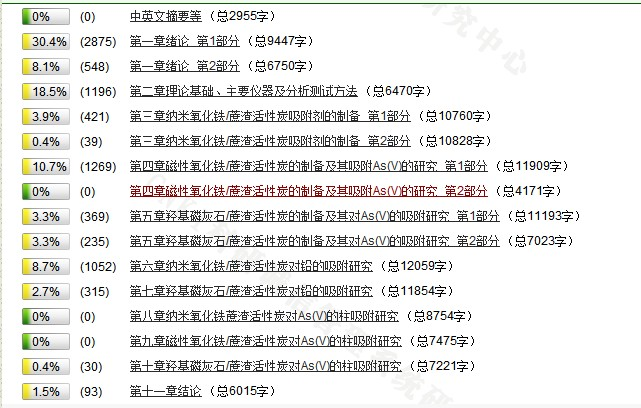 0% (0) 中英文摘要等 (总2955字)
30.4% (2875) 第一章绪论_第1部分 (总9447字)
8.1% (548) 第一章绪论_第2部分 (总6750字)
18.5% (1196) 第二章理论基础、主要仪器及分析测试方法 (总6470字)
3.9% (421) 第三章纳米氧化铁/蔗渣活性炭吸附剂的制备_第1部分 (总10760字)
0.4% (39) 第三章纳米氧化铁/蔗渣活性炭吸附剂的制备_第2部分 (总10828字)
10.7% (1269) 第四章磁性氧化铁/蔗渣活性炭的制备及其吸附As(V)的研究_第1部分 (总11909字)
0% (0) 第四章磁性氧化铁/蔗渣活性炭的制备及其吸附As(V)的研究_第2部分 (总4171字)
3.3% (369) 第五章羟基磷灰石/蔗渣活性炭的制备及其对As(V)的吸附研究_第1部分 (总11193字)
3.3% (235) 第五章羟基磷灰石/蔗渣活性炭的制备及其对As(V)的吸附研究_第2部分 (总7023字)
8.7% (1052) 第六章纳米氧化铁/蔗渣活性炭对铅的吸附研究 (总12059字)
2.7% (315) 第七章羟基磷灰石/蔗渣活性炭对铅的吸附研究 (总11854字)
0% (0) 第八章纳米氧化铁蔗渣活性炭对As(V)的柱吸附研究 (总8754字)
0% (0) 第九章磁性氧化铁/蔗渣活性炭对As(V)的柱吸附研究 (总7475字)
0.4% (30) 第十章羟基磷灰石/蔗渣活性炭对As(V)的柱吸附研究 (总7221字)
1.5% (93) 第十一章结论 (总6015字)